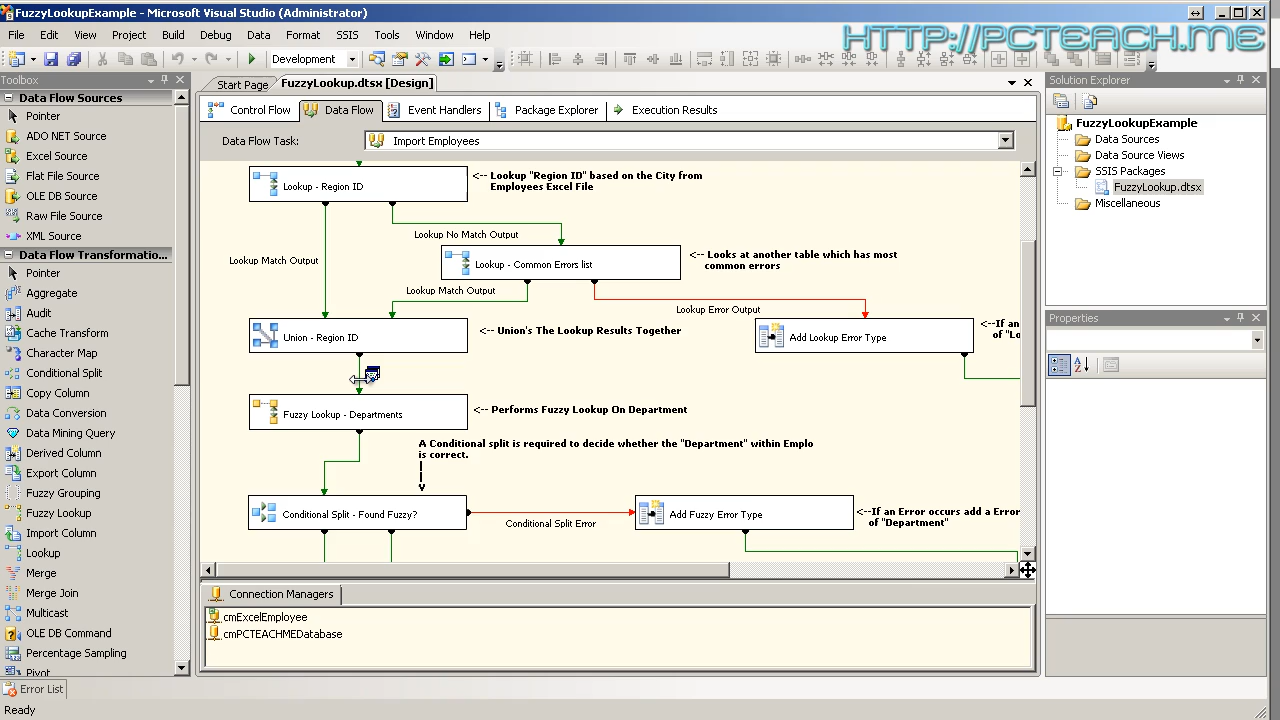 FuzzyLookupExample - Microsoft Visual Studio (Administrator)
File Edit View Project Build Debug Data Format SSIS Tools Window Help
HTTP://PCTEACH.ME
Development
Toolbox
Data Flow Sources
Pointer
ADO NET Source
Excel Source
Flat File Source
OLE DB Source
Raw File Source
XML Source
Data Flow Transformatio...
Pointer
Aggregate
Audit
Cache Transform
Character Map
Conditional Split
Copy Column
Data Conversion
Data Mining Query
Derived Column
Export Column
Fuzzy Grouping
Fuzzy Lookup
Import Column
Lookup
Merge
Merge Join
Multicast
OLE DB Command
Percentage Sampling
Pivot
Error List
Ready
Start Page
FuzzyLookup.dtsx [Design]
Control Flow
Data Flow
Event Handlers
Package Explorer
Execution Results
Data Flow Task:
Import Employees
Lookup - Region ID
<-- Lookup "Region ID" based on the City from
Employees Excel File
Lookup No Match Output
Lookup Match Output
Lookup - Common Errors list
<-- Looks at another table which has most
common errors
Lookup Match Output
Lookup Error Output
Union - Region ID
<-- Union's The Lookup Results Together
Add Lookup Error Type
<--If an
of "Lo
Fuzzy Lookup - Departments
<-- Performs Fuzzy Lookup On Department
A Conditional split is required to decide whether the "Department" within Emplo
is correct.
Conditional Split - Found Fuzzy?
Conditional Split Error
Add Fuzzy Error Type
<--If an Error occurs add a Error
of "Department"
Connection Managers
cmExcelEmployee
cmPCTEACHMEDatabase
Solution Explorer
FuzzyLookupExample
Data Sources
Data Source Views
SSIS Packages
FuzzyLookup.dtsx
Miscellaneous
Properties